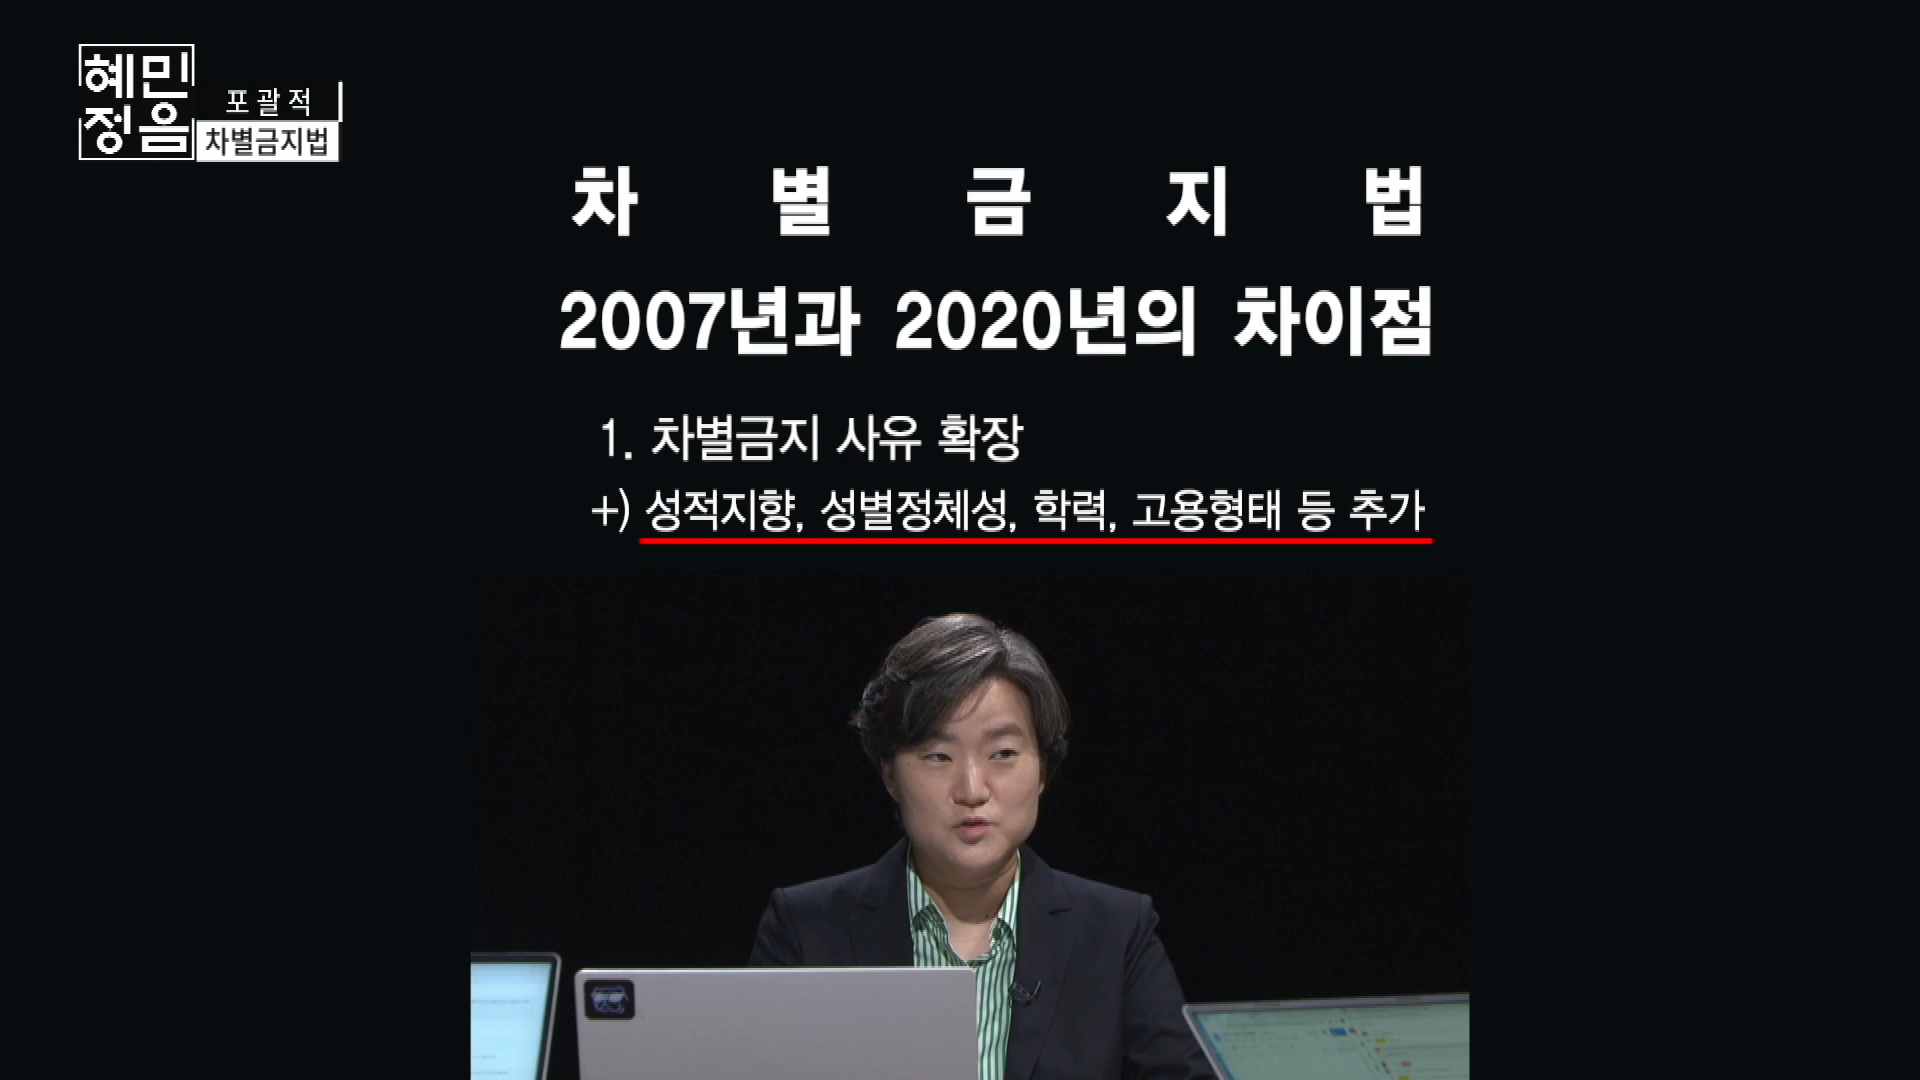 혜민
정음
포괄적
차별금지법
차별금지법
2007년과 2020년의 차이점
1. 차별금지 사유 확장
+) 성적지향, 성별정체성, 학력, 고용형태 등 추가